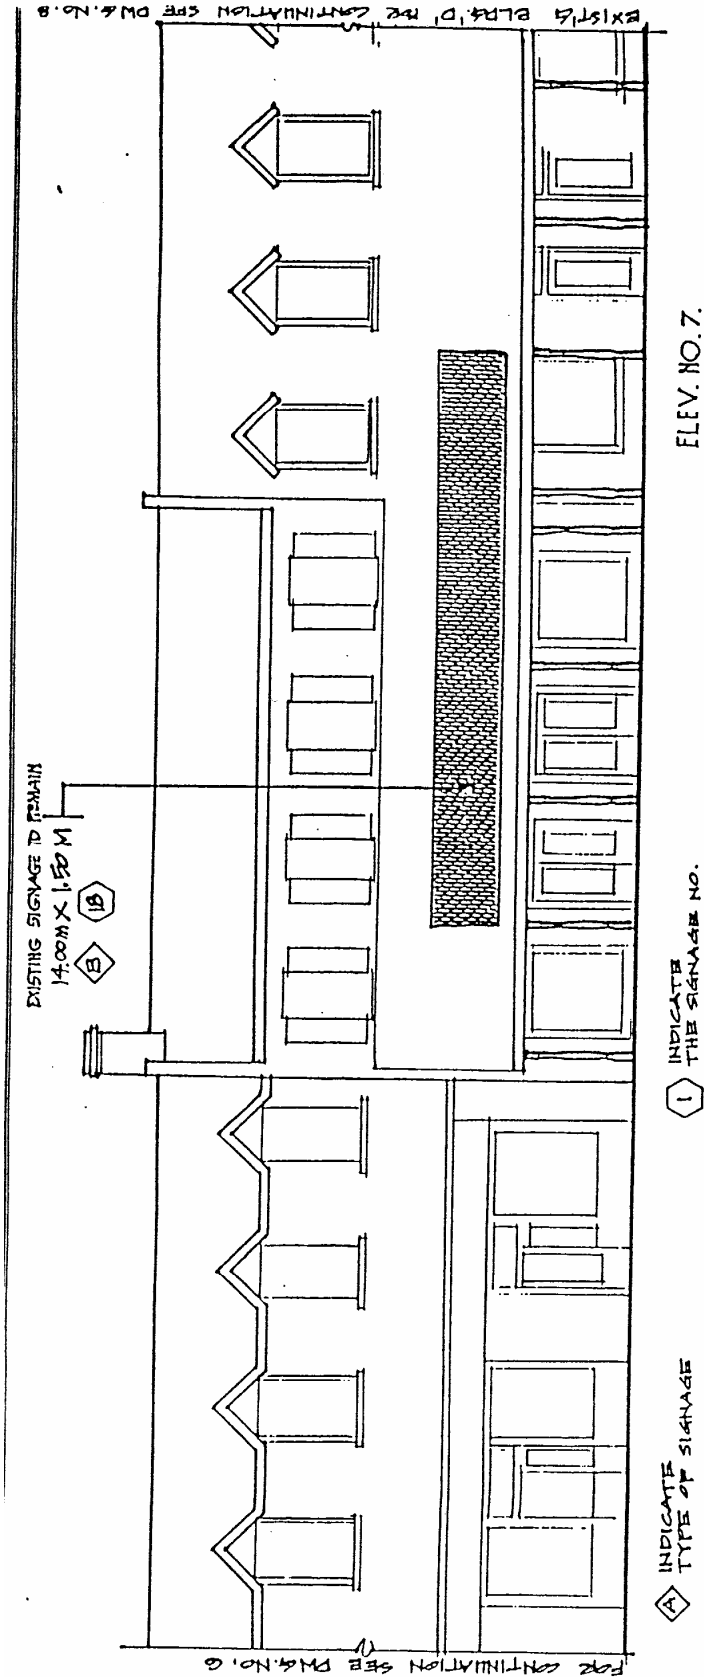 EXIST'G BLDG. 'D' FOR CONTINUATION SEE DWG. NO. 8
EXISTING SIGNAGE TO REMAIN
14.00M X 1.50 M
B
1B
ELEV. NO. 7.
1 INDICATE
THE SIGNAGE NO.
A INDICATE
TYPE OF SIGNAGE
FOR CONTINUATION SEE DWG. NO. 6